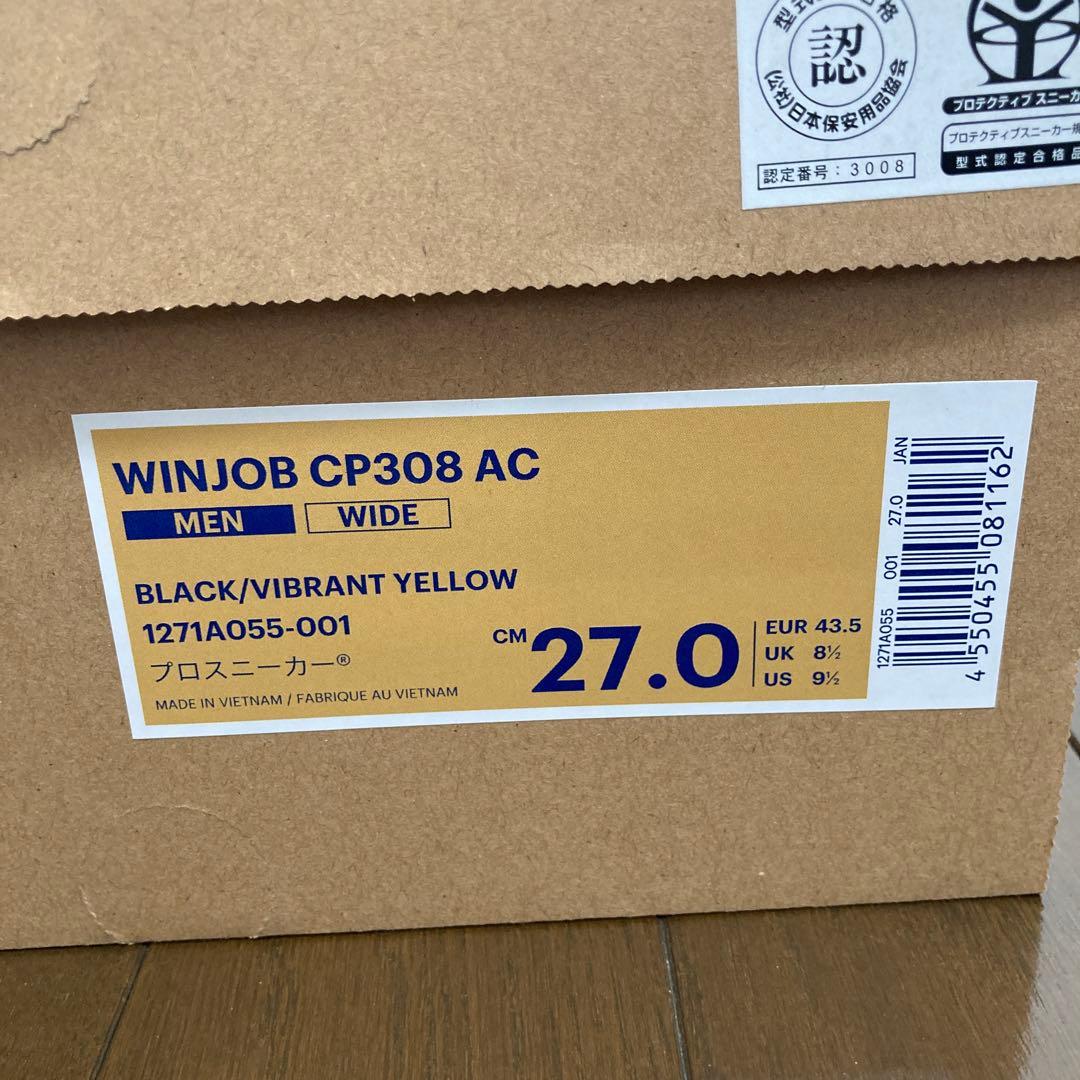 認
(公社)日本保安用品協会
認定番号：3008
プロテクティブ スニーカ
プロテクティブスニーカー規
型式認定合格品
WINJOB CP308 AC
MEN WIDE
BLACK/VIBRANT YELLOW
1271A055-001
プロスニーカー®
MADE IN VIETNAM / FABRIQUE AU VIETNAM
CM 27.0
EUR 43.5
UK 8½
US 9½
1271A055 001 27.0 JAN
4 550455 081162